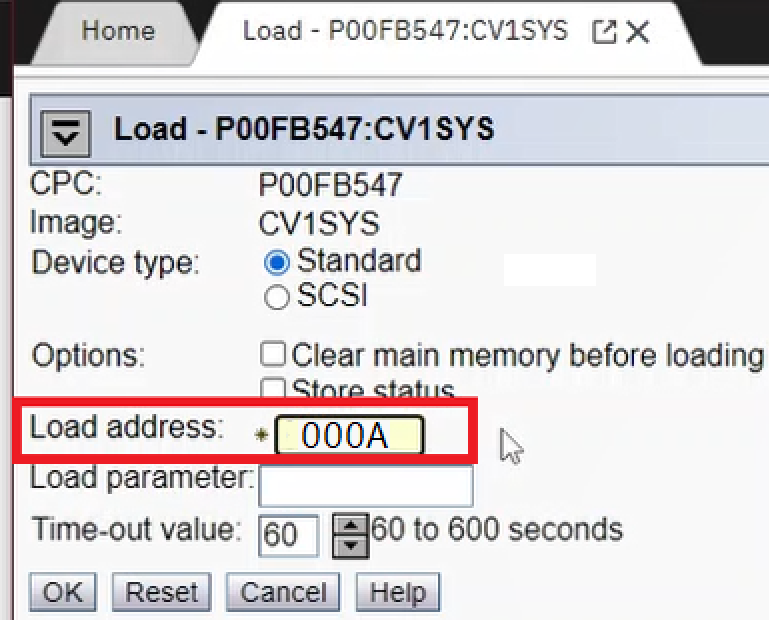 Home
Load - P00FB547:CV1SYS
Load - P00FB547:CV1SYS
CPC: P00FB547
Image: CV1SYS
Device type: Standard
SCSI
Options: Clear main memory before loading
Store status
Load address: * 000A
Load parameter:
Time-out value: 60 60 to 600 seconds
OK Reset Cancel Help